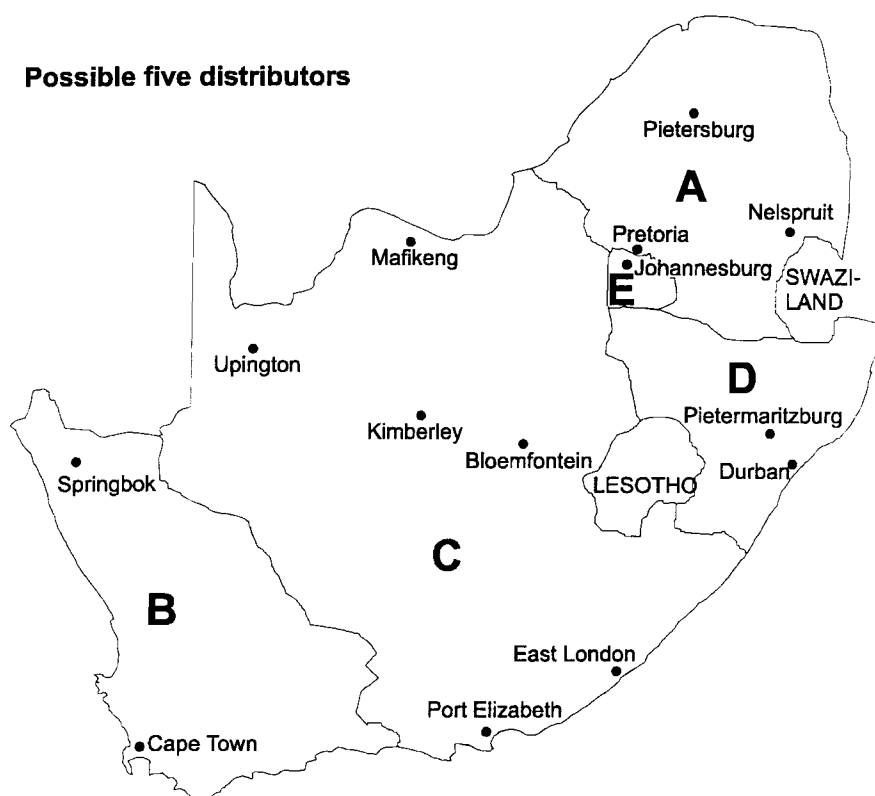 Possible five distributors
Pietersburg
A
Nelspruit
Pretoria
Mafikeng
Johannesburg
E
SWAZI-
LAND
Upington
D
Kimberley
Pietermaritzburg
Bloemfontein
Springbok
Durban
LESOTHO
C
B
East London
Port Elizabeth
Cape Town